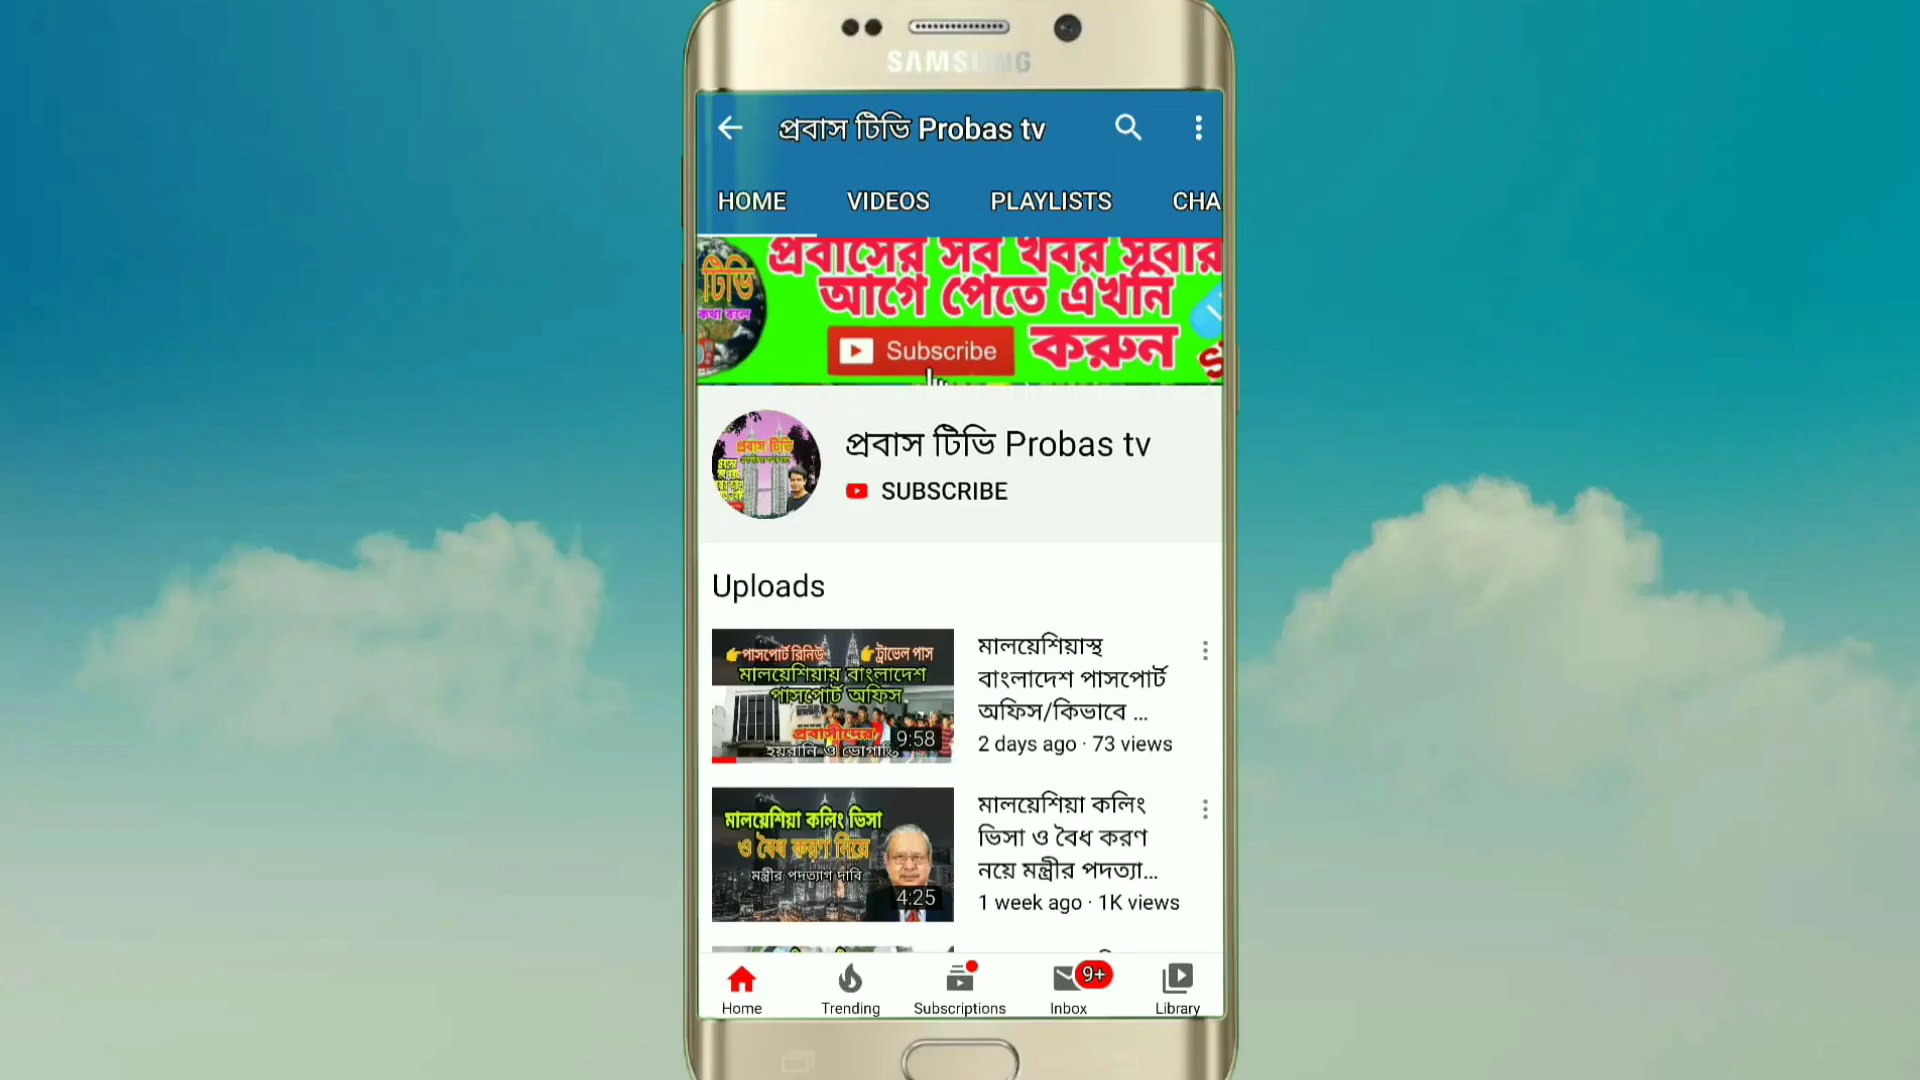 SAMSUNG
প্রবাস টিভি Probas tv
HOME VIDEOS PLAYLISTS CHA
টিভি
প্রবাসের সব খবর সবার
আগে পেতে এখনি
Subscribe করুন
প্রবাস টিভি
প্রবাস টিভি Probas tv
SUBSCRIBE
Uploads
পাসপোর্ট রিনিউ ট্রাভেল পাস
মালয়েশিয়ায় বাংলাদেশ
পাসপোর্ট অফিস
প্রবাসীদের
হয়রানি ও ভোগান্তি
9:58
মালয়েশিয়াস্থ
বাংলাদেশ পাসপোর্ট
অফিস/কিভাবে ...
2 days ago · 73 views
মালয়েশিয়া কলিং ভিসা
ও বৈধ করণ নিয়ে
মন্ত্রীর পদত্যাগ দাবি
4:25
মালয়েশিয়া কলিং
ভিসা ও বৈধ করণ
নয়ে মন্ত্রীর পদত্যা...
1 week ago · 1K views
9+
Home Trending Subscriptions Inbox Library